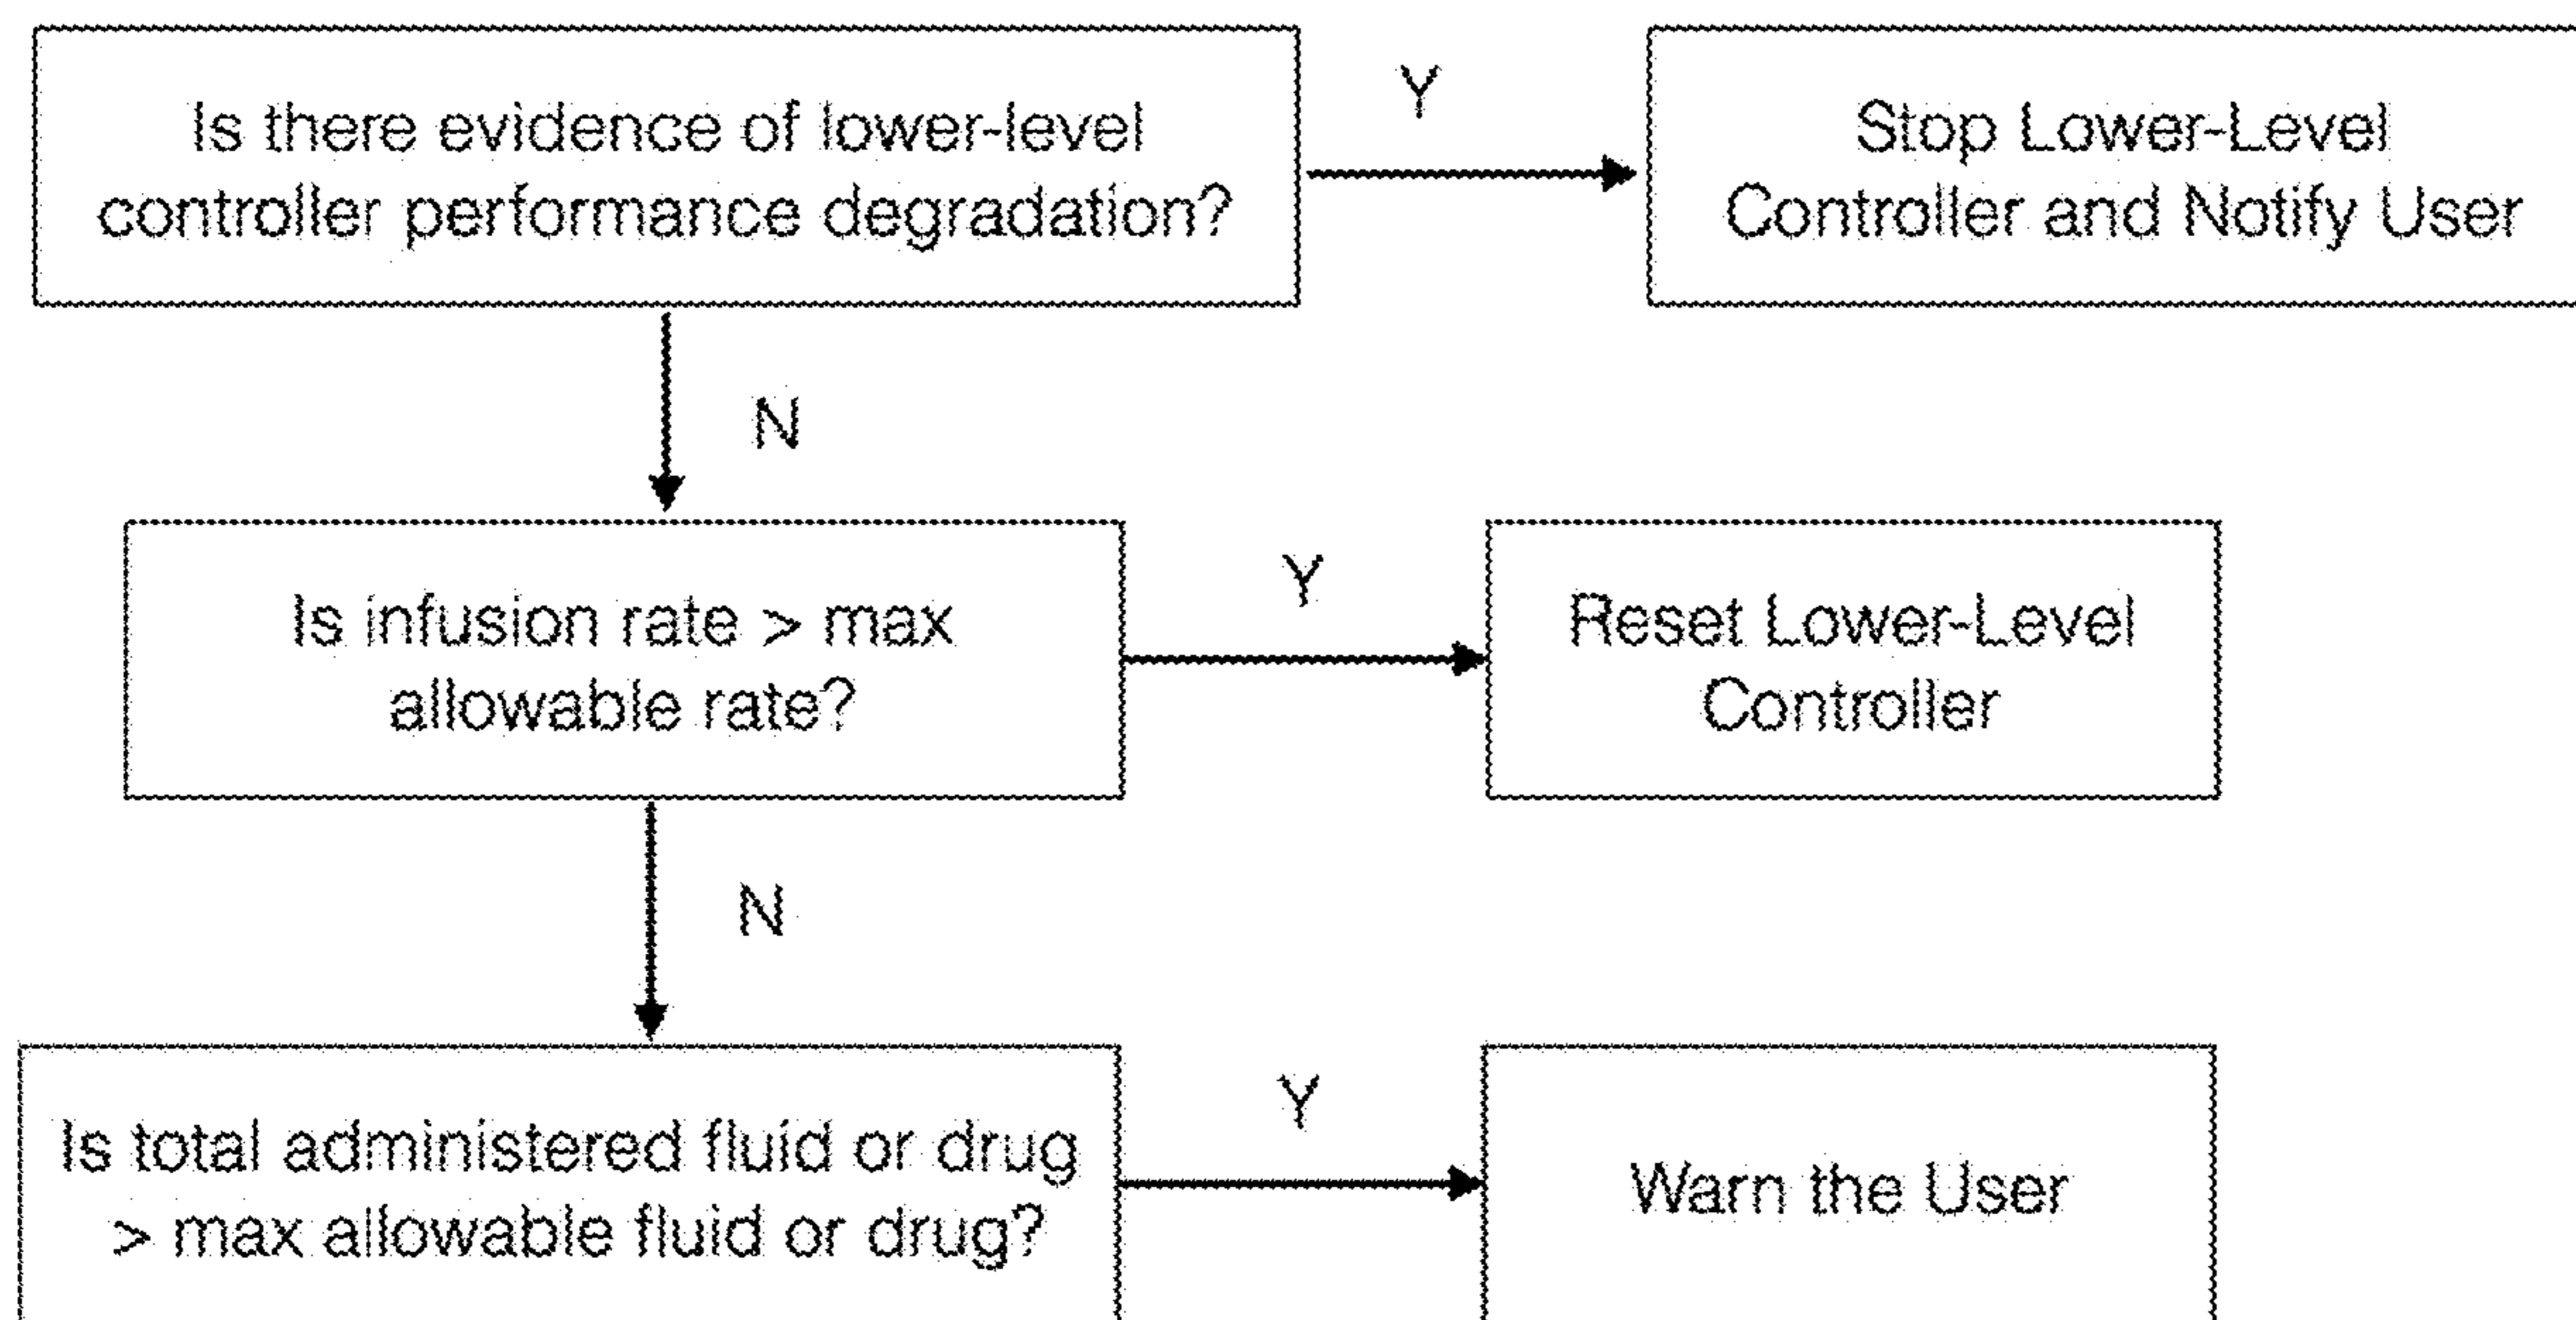 Is there evidence of lower-level
controller performance degradation?
Y
Stop Lower-Level
Controller and Notify User
N
Is infusion rate > max
allowable rate?
Y
Reset Lower-Level
Controller
N
Is total administered fluid or drug
> max allowable fluid or drug?
Y
Warn the User